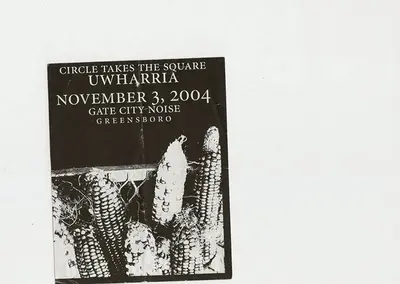 CIRCLE TAKES THE SQUARE
UWHARRIA
NOVEMBER 3, 2004
GATE CITY NOISE
GREENSBORO